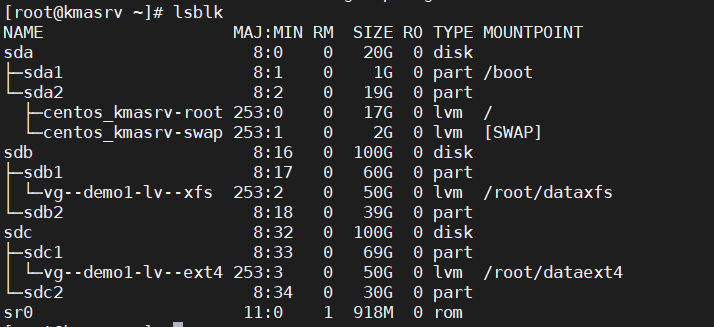 [root@kmasrv ~]# lsblk
NAME                    MAJ:MIN RM  SIZE RO TYPE MOUNTPOINT
sda                       8:0    0   20G  0 disk
├─sda1                    8:1    0    1G  0 part /boot
└─sda2                    8:2    0   19G  0 part
  ├─centos_kmasrv-root 253:0    0   17G  0 lvm  /
  └─centos_kmasrv-swap 253:1    0    2G  0 lvm  [SWAP]
sdb                       8:16   0  100G  0 disk
├─sdb1                    8:17   0   60G  0 part
│ └─vg--demo1-lv--xfs  253:2    0   50G  0 lvm  /root/dataxfs
└─sdb2                    8:18   0   39G  0 part
sdc                       8:32   0  100G  0 disk
├─sdc1                    8:33   0   69G  0 part
│ └─vg--demo1-lv--ext4 253:3    0   50G  0 lvm  /root/dataext4
└─sdc2                    8:34   0   30G  0 part
sr0                      11:0    1  918M  0 rom